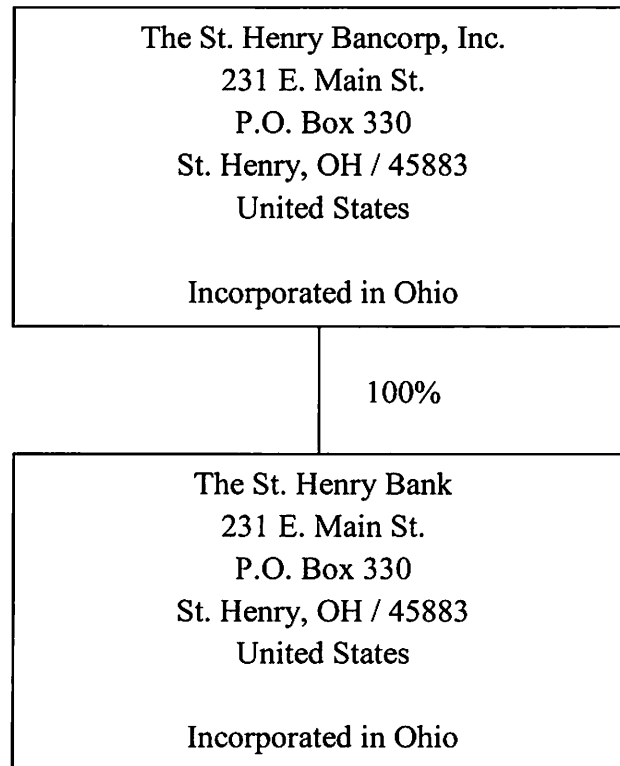 The St. Henry Bancorp, Inc.
231 E. Main St.
P.O. Box 330
St. Henry, OH / 45883
United States
Incorporated in Ohio
100%
The St. Henry Bank
231 E. Main St.
P.O. Box 330
St. Henry, OH / 45883
United States
Incorporated in Ohio